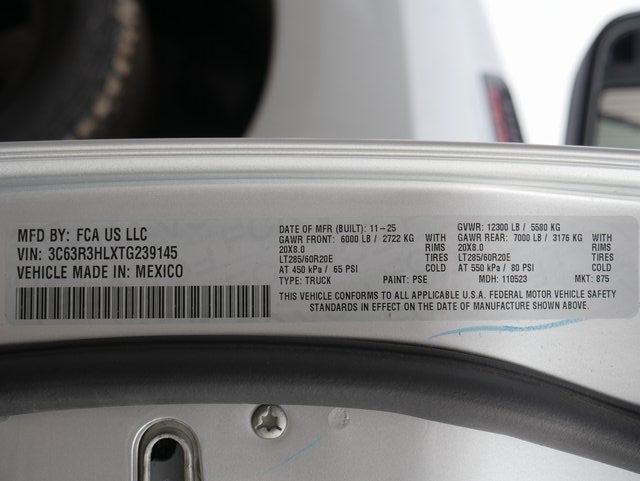 MFD BY: FCA US LLC
VIN: 3C63R3HLXTG239145
VEHICLE MADE IN: MEXICO
DATE OF MFR (BUILT): 11-25
GVWR: 12300 LB / 5580 KG
GAWR FRONT: 6000 LB / 2722 KG WITH
GAWR REAR: 7000 LB / 3176 KG WITH
20X8.0 RIMS
20X8.0 RIMS
LT285/60R20E TIRES
LT285/60R20E TIRES
AT 450 kPa / 65 PSI COLD
AT 550 kPa / 80 PSI COLD
TYPE: TRUCK PAINT: PSE MDH: 110523 MKT: 875
THIS VEHICLE CONFORMS TO ALL APPLICABLE U.S.A. FEDERAL MOTOR VEHICLE SAFETY
STANDARDS IN EFFECT ON THE DATE OF MANUFACTURE SHOWN ABOVE.